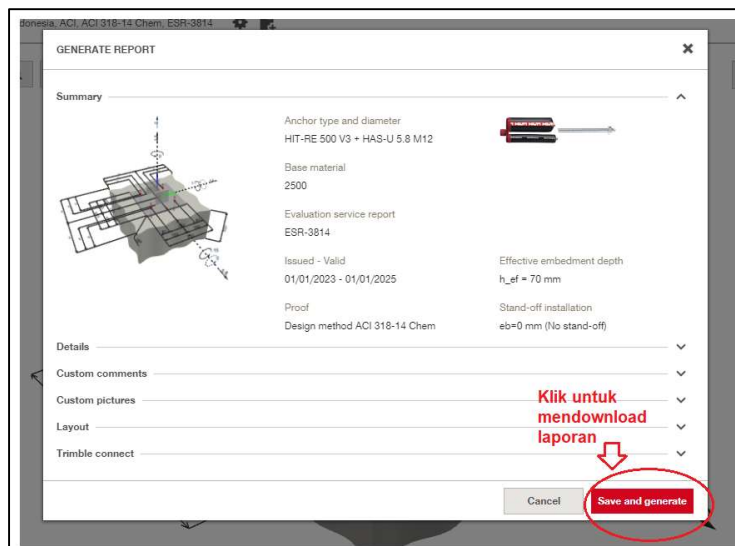 donesia, ACI, ACI 318-14 Chem, ESR-3814
GENERATE REPORT
Summary
Anchor type and diameter
HIT-RE 500 V3 + HAS-U 5.8 M12
Base material
2500
Evaluation service report
ESR-3814
Issued - Valid
01/01/2023 - 01/01/2025
Effective embedment depth
h_ef = 70 mm
Proof
Design method ACI 318-14 Chem
Stand-off installation
eb=0 mm (No stand-off)
Details
Custom comments
Custom pictures
Layout
Trimble connect
Klik untuk
mendownload
laporan
Cancel
Save and generate